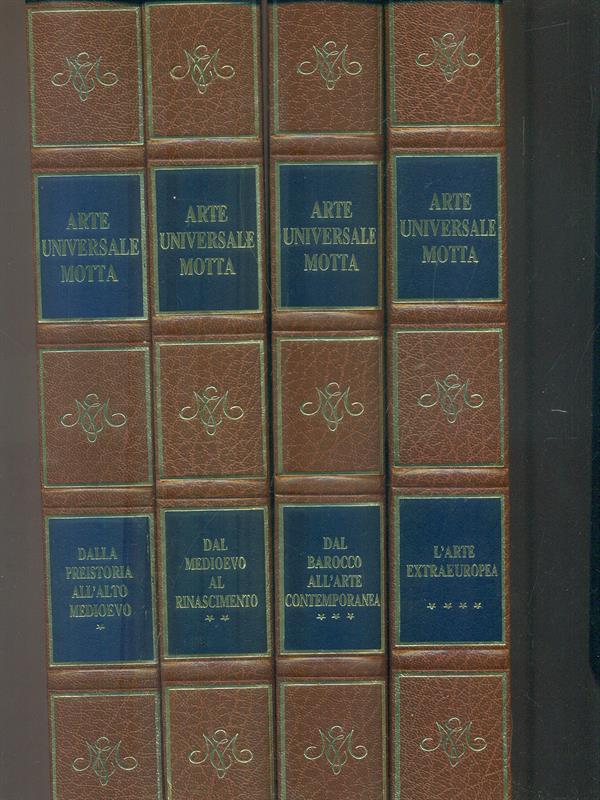 ARTE
UNIVERSALE
MOTTA
DALLA
PREISTORIA
ALL'ALTO
MEDIOEVO
*
ARTE
UNIVERSALE
MOTTA
DAL
MEDIOEVO
AL
RINASCIMENTO
* *
ARTE
UNIVERSALE
MOTTA
DAL
BAROCCO
ALL'ARTE
CONTEMPORANEA
* * *
ARTE
UNIVERSALE
MOTTA
L'ARTE
EXTRAEUROPEA
* * * *